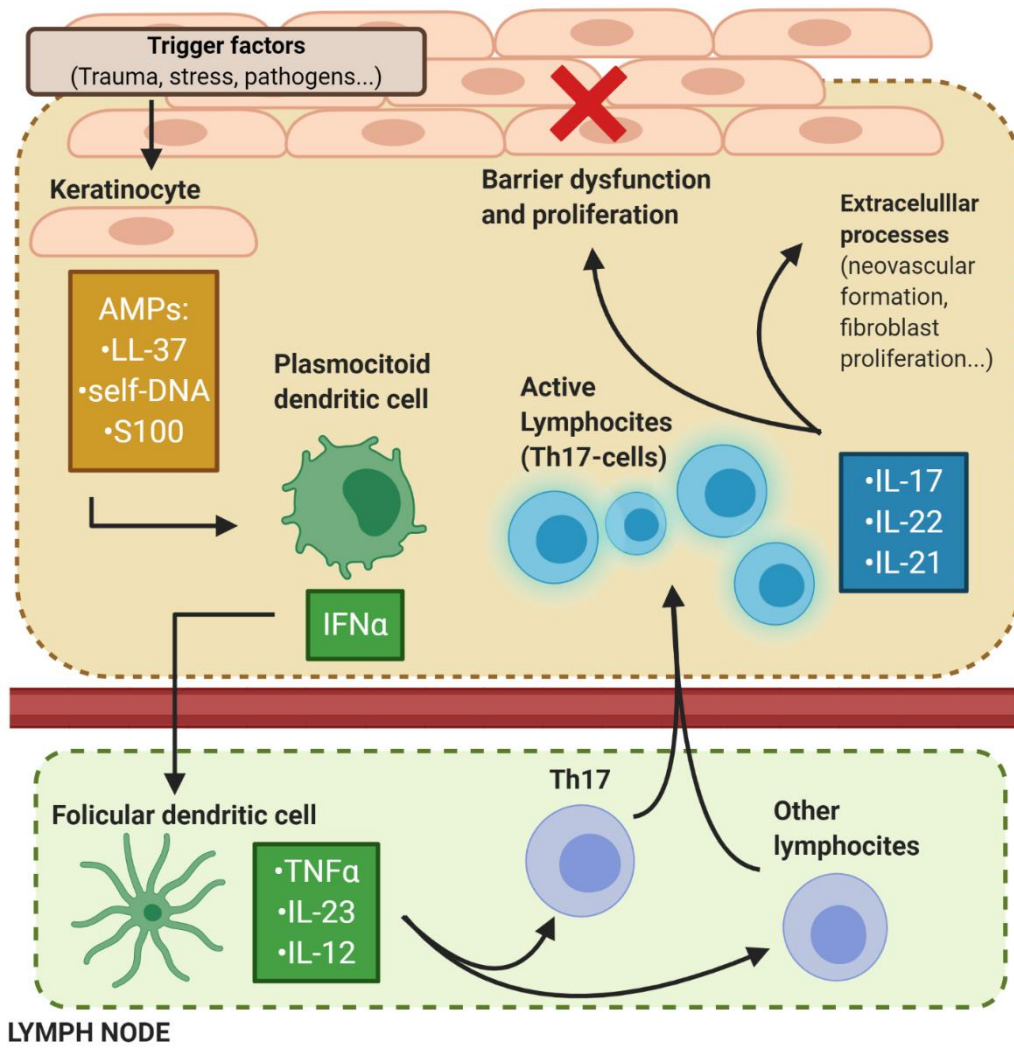 Trigger factors
(Trauma, stress, pathogens...)
Keratinocyte
AMPs:
•LL-37
•self-DNA
•S100
Plasmocitoid
dendritic cell
IFNα
Barrier dysfunction
and proliferation
Extracelulllar
processes
(neovascular
formation,
fibroblast
proliferation...)
Active
Lymphocites
(Th17-cells)
•IL-17
•IL-22
•IL-21
Folicular dendritic cell
•TNFα
•IL-23
•IL-12
Th17
Other
lymphocites
LYMPH NODE